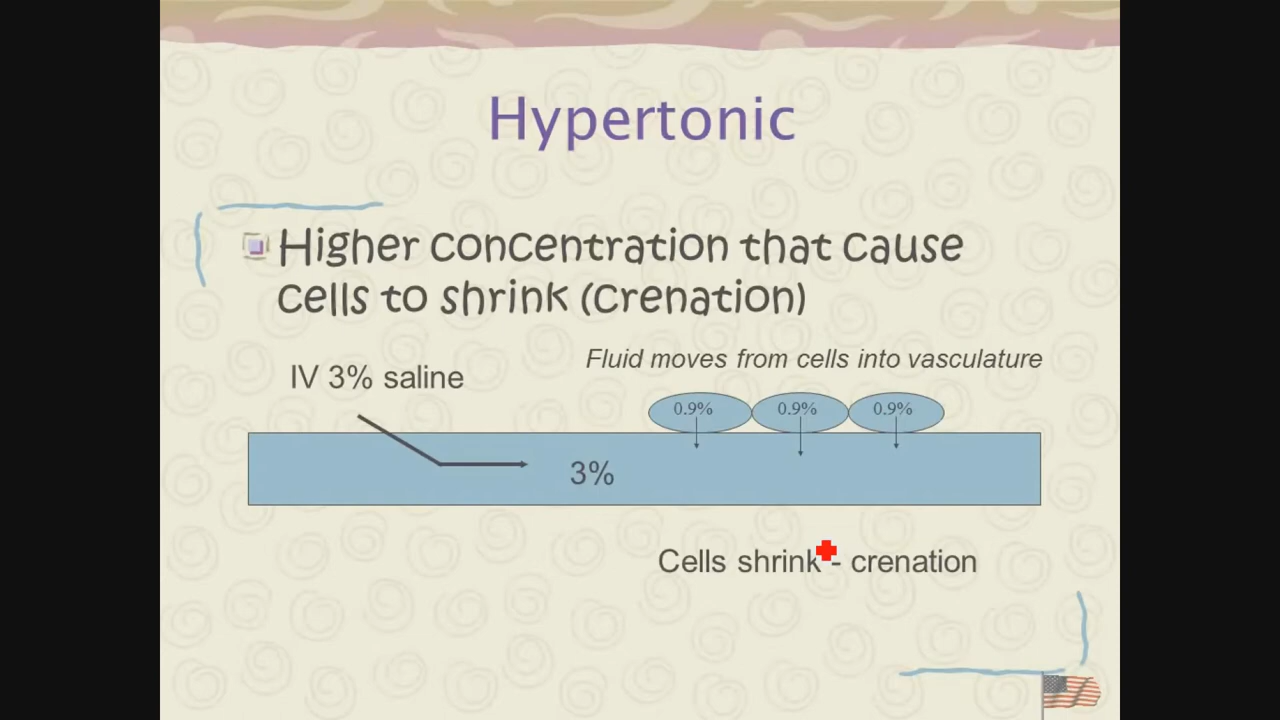 Hypertonic
Higher concentration that cause
cells to shrink (Crenation)
Fluid moves from cells into vasculature
IV 3% saline
0.9% 0.9% 0.9%
3%
Cells shrink - crenation